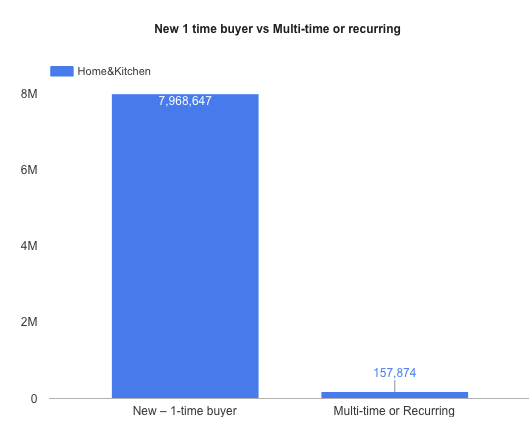 New 1 time buyer vs Multi-time or recurring
Home&Kitchen
8M
7,968,647
6M
4M
2M
157,874
0
New – 1-time buyer
Multi-time or Recurring